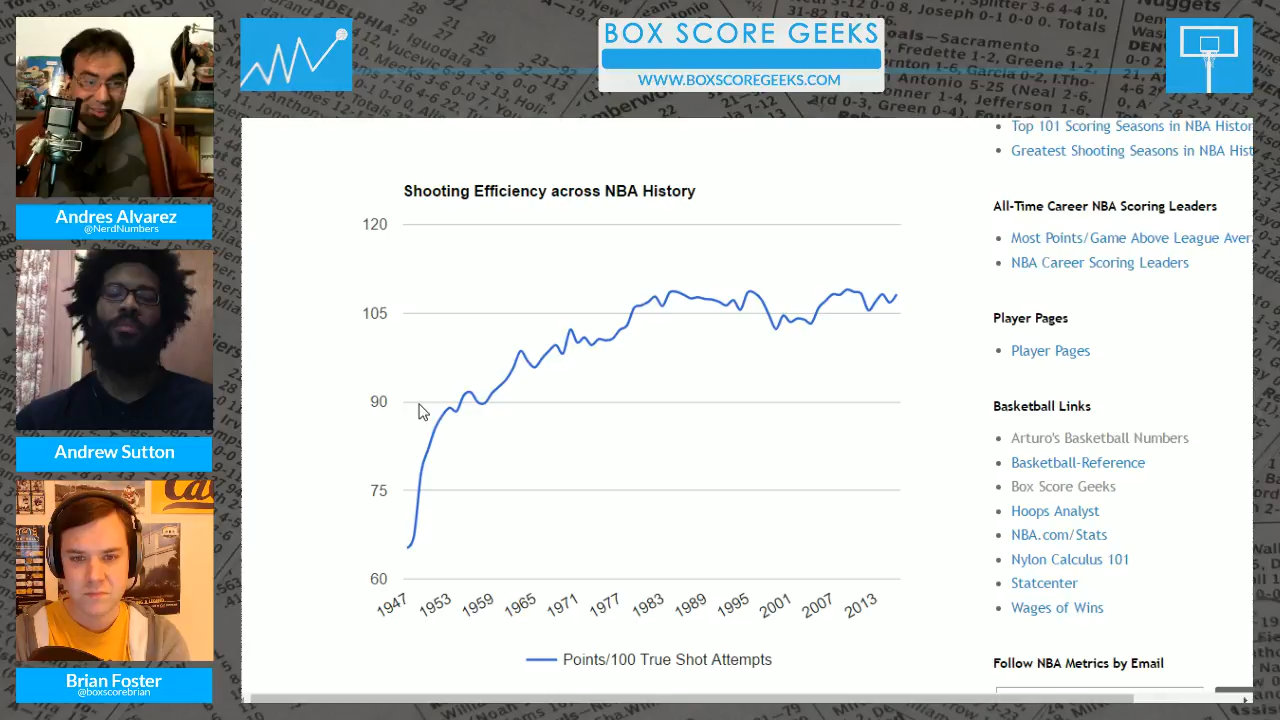 BOX SCORE GEEKS
WWW.BOXSCOREGEEKS.COM
Andres Alvarez
@NerdNumbers
Andrew Sutton
Brian Foster
@boxscorebrian
Shooting Efficiency across NBA History
120
105
90
75
60
1947
1953
1959
1965
1971
1977
1983
1989
1995
2001
2007
2013
Points/100 True Shot Attempts
Top 101 Scoring Seasons in NBA Histor
Greatest Shooting Seasons in NBA Hist
All-Time Career NBA Scoring Leaders
Most Points/Game Above League Aver
NBA Career Scoring Leaders
Player Pages
Player Pages
Basketball Links
Arturo's Basketball Numbers
Basketball-Reference
Box Score Geeks
Hoops Analyst
NBA.com/Stats
Nylon Calculus 101
Statcenter
Wages of Wins
Follow NBA Metrics by Email